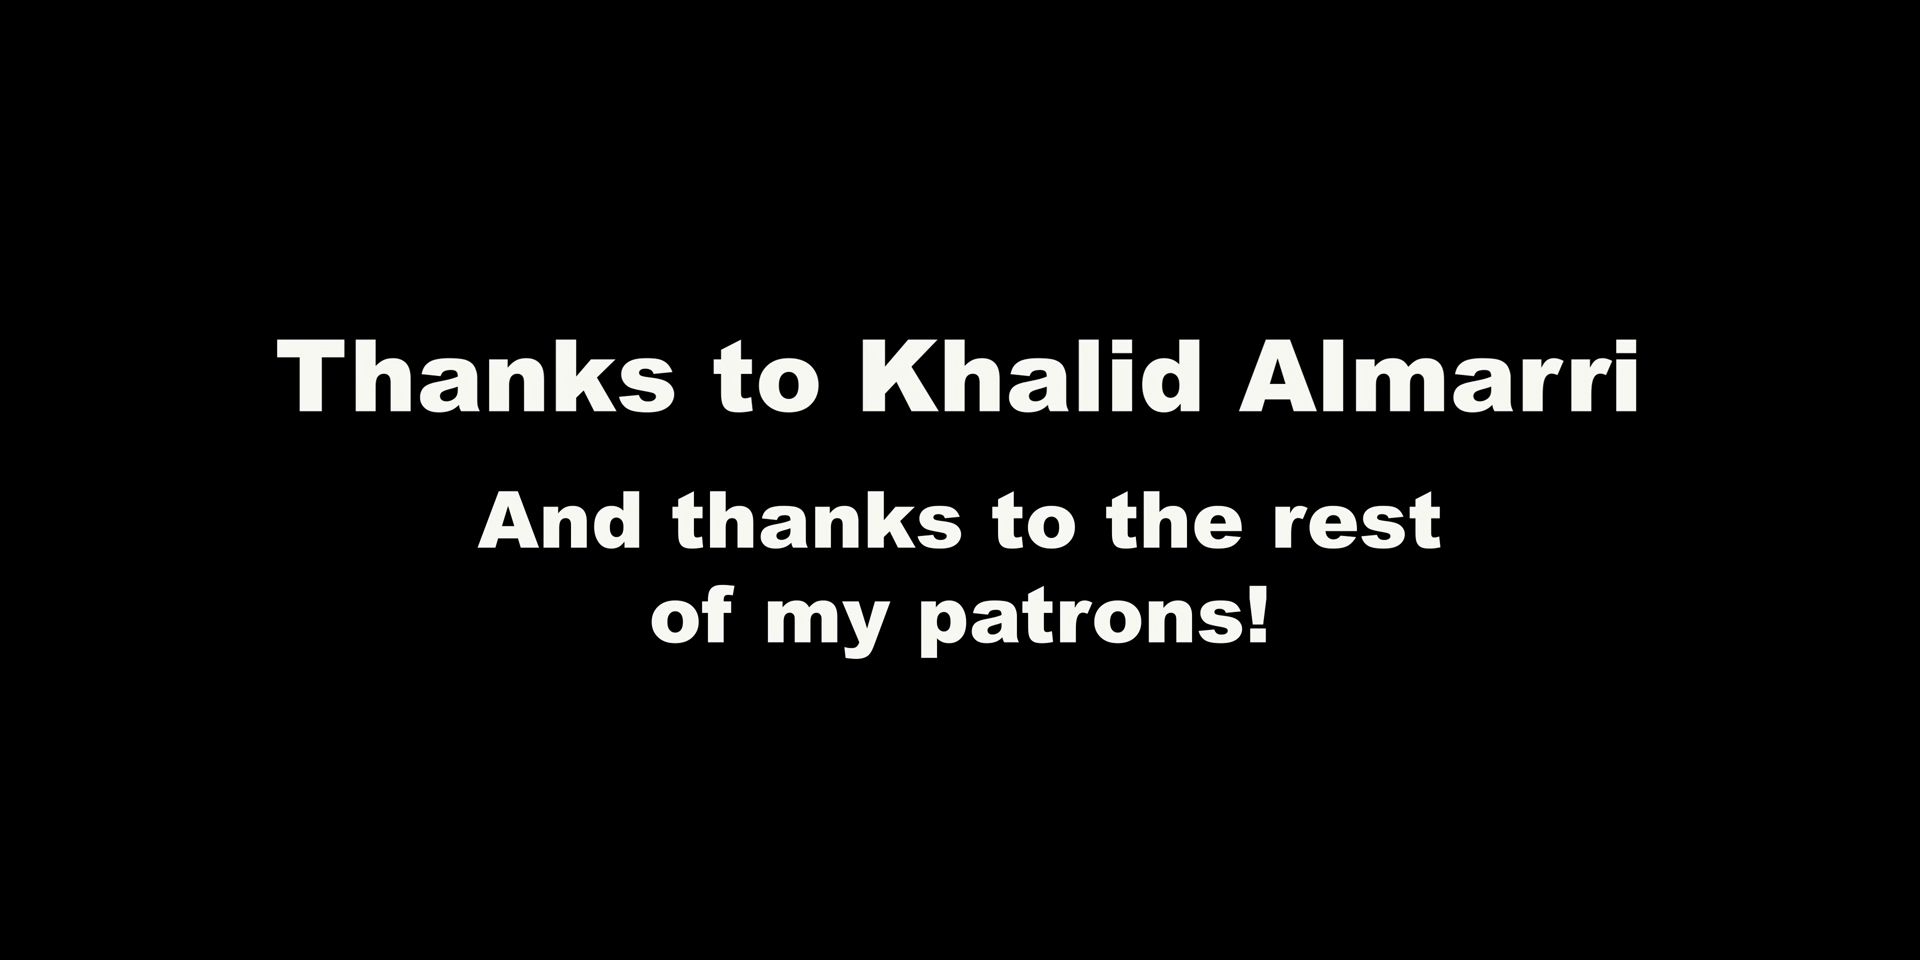 Thanks to Khalid Almarri
And thanks to the rest
of my patrons!